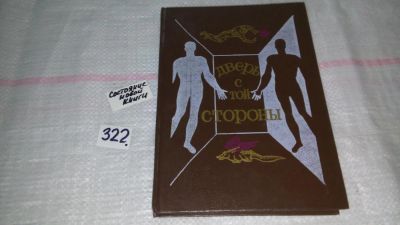 состояние
новой
книги
322
дверь
с
той
стороны